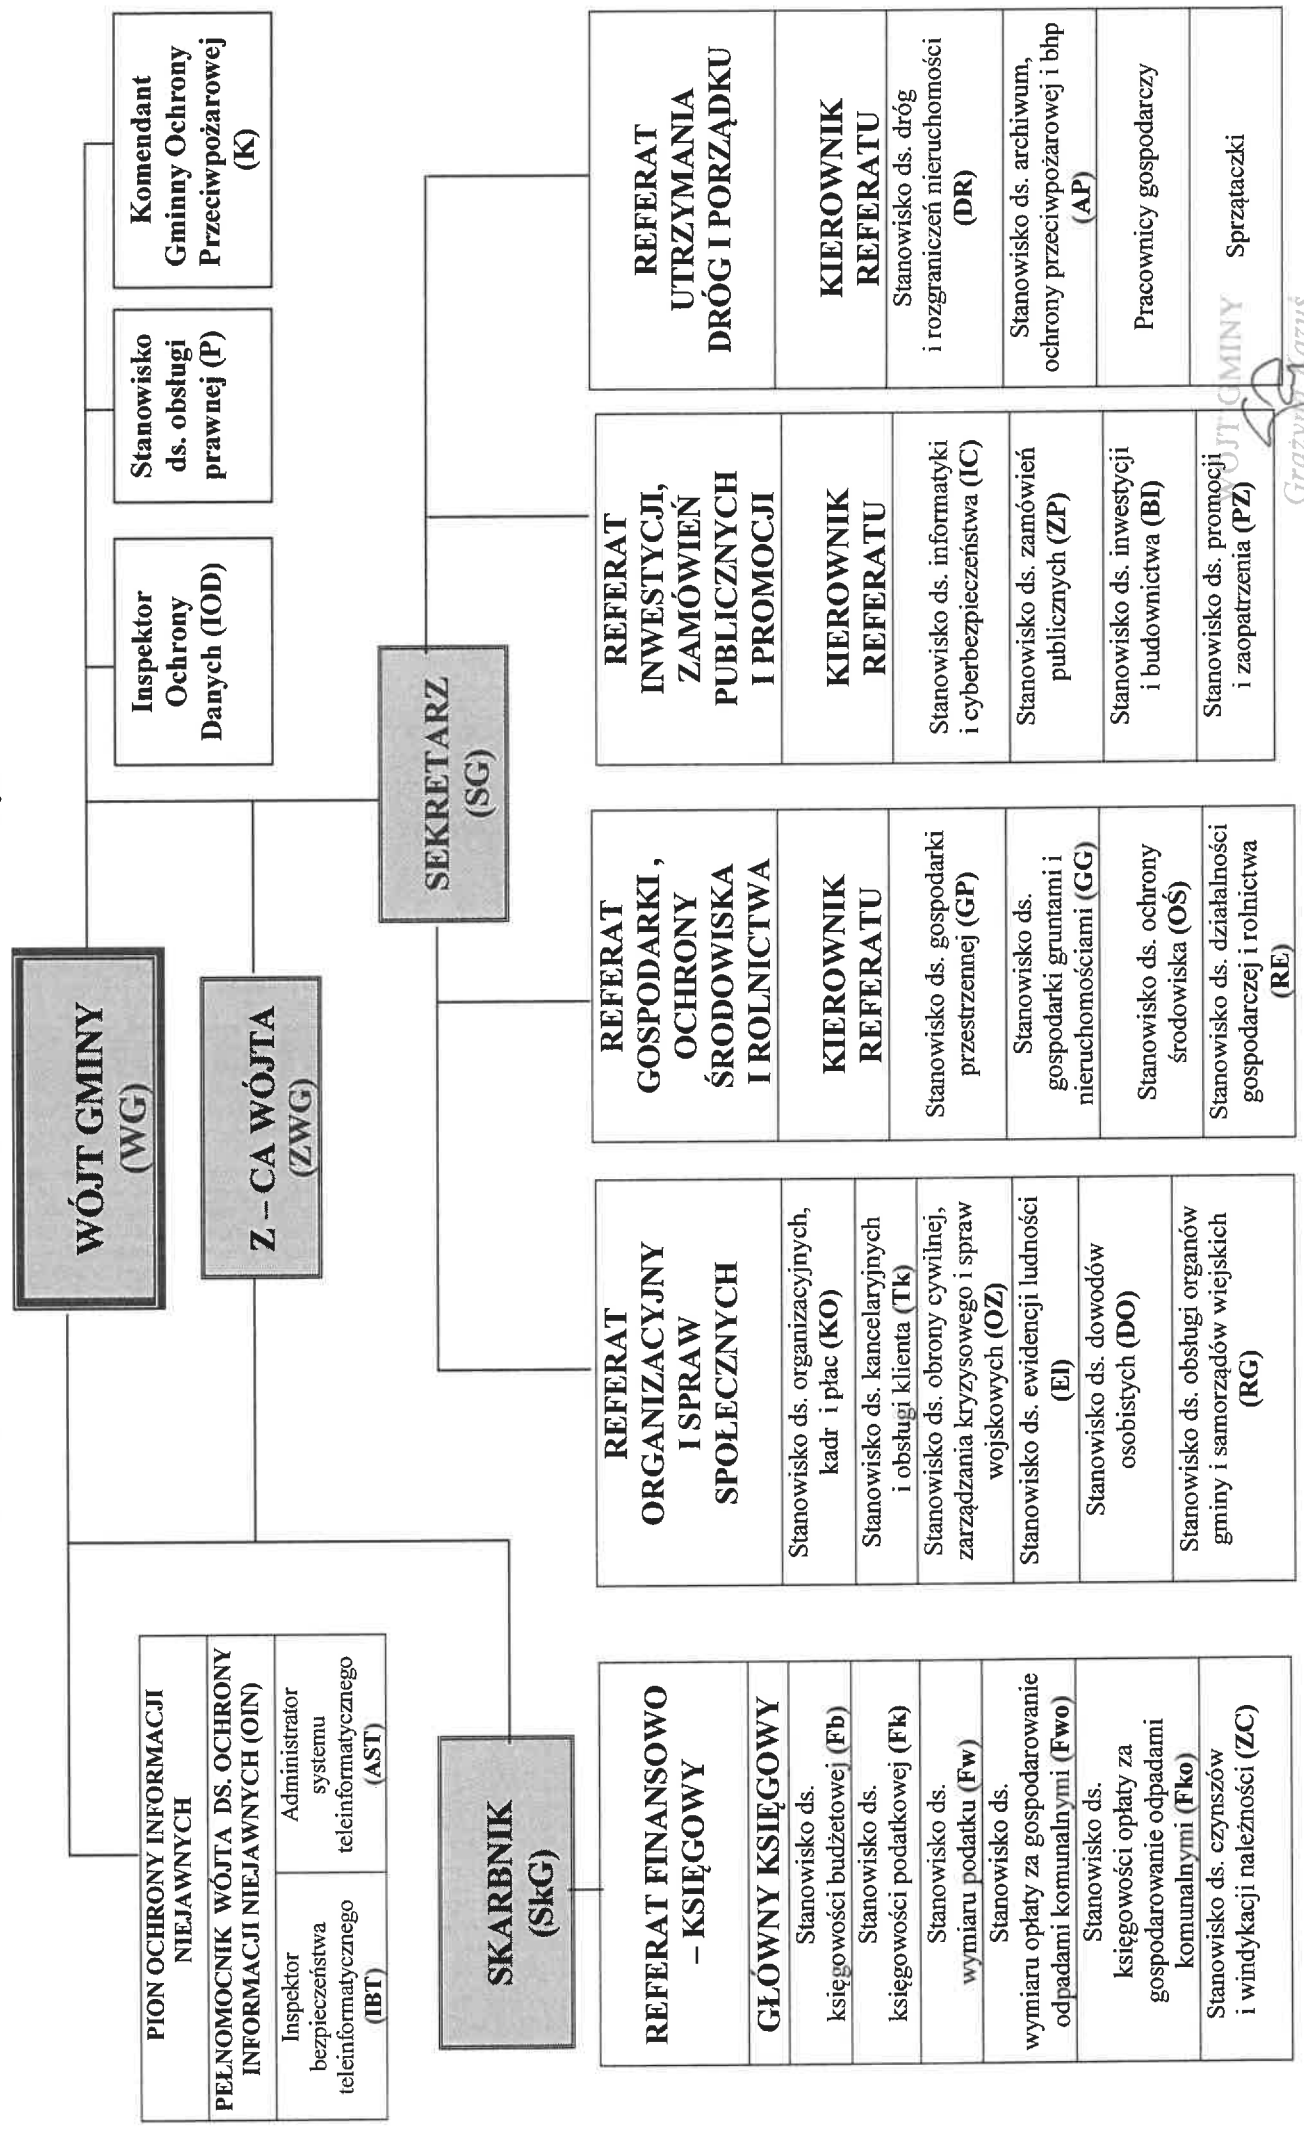 WÓJT GMINY
(WG)
Z – CA WÓJTA
(ZWG)
Inspektor
Ochrony
Danych (IOD)
Stanowisko
ds. obsługi
prawnej (P)
Komendant
Gminny Ochrony
Przeciwpożarowej
(K)
PION OCHRONY INFORMACJI
NIEJAWNYCH
PEŁNOMOCNIK WÓJTA DS. OCHRONY
INFORMACJI NIEJAWNYCH (OIN)
Inspektor
bezpieczeństwa
teleinformatycznego
(IBT)
Administrator
systemu
teleinformatycznego
(AST)
SKARBNIK
(SkG)
SEKRETARZ
(SG)
REFERAT FINANSOWO
– KSIĘGOWY
GŁÓWNY KSIĘGOWY
Stanowisko ds.
księgowości budżetowej (Fb)
Stanowisko ds.
księgowości podatkowej (Fk)
Stanowisko ds.
wymiaru podatku (Fw)
Stanowisko ds.
wymiaru opłaty za gospodarowanie
odpadami komunalnymi (Fwo)
Stanowisko ds.
księgowości opłaty za
gospodarowanie odpadami
komunalnymi (Fko)
Stanowisko ds. czynszów
i windykacji należności (ZC)
REFERAT
ORGANIZACYJNY
I SPRAW
SPOŁECZNYCH
Stanowisko ds. organizacyjnych,
kadr i płac (KO)
Stanowisko ds. kancelaryjnych
i obsługi klienta (Tk)
Stanowisko ds. obrony cywilnej,
zarządzania kryzysowego i spraw
wojskowych (OZ)
Stanowisko ds. ewidencji ludności
(El)
Stanowisko ds. dowodów
osobistych (DO)
Stanowisko ds. obsługi organów
gminy i samorządów wiejskich
(RG)
REFERAT
GOSPODARKI ,
OCHRONY
ŚRODOWISKA
I ROLNICTWA
KIEROWNIK
REFERATU
Stanowisko ds. gospodarki
przestrzennej (GP)
Stanowisko ds.
gospodarki gruntami i
nieruchomościami (GG)
Stanowisko ds. ochrony
środowiska (OŚ)
Stanowisko ds. działalności
gospodarczej i rolnictwa
(RE)
REFERAT
INWESTYCJI,
ZAMÓWIEŃ
PUBLICZNYCH
I PROMOCJI
KIEROWNIK
REFERATU
Stanowisko ds. informatyki
i cyberbezpieczeństwa (IC)
Stanowisko ds. zamówień
publicznych (ZP)
Stanowisko ds. inwestycji
i budownictwa (BI)
Stanowisko ds. promocji
i zaopatrzenia (PZ)
REFERAT
UTRZYMANIA
DRÓG I PORZĄDKU
KIEROWNIK
REFERATU
Stanowisko ds. dróg
i rozgraniczeń nieruchomości
(DR)
Stanowisko ds. archiwum,
ochrony przeciwpożarowej i bhp
(AP)
Pracownicy gospodarczy
Sprzątaczki
WÓJT GMINY